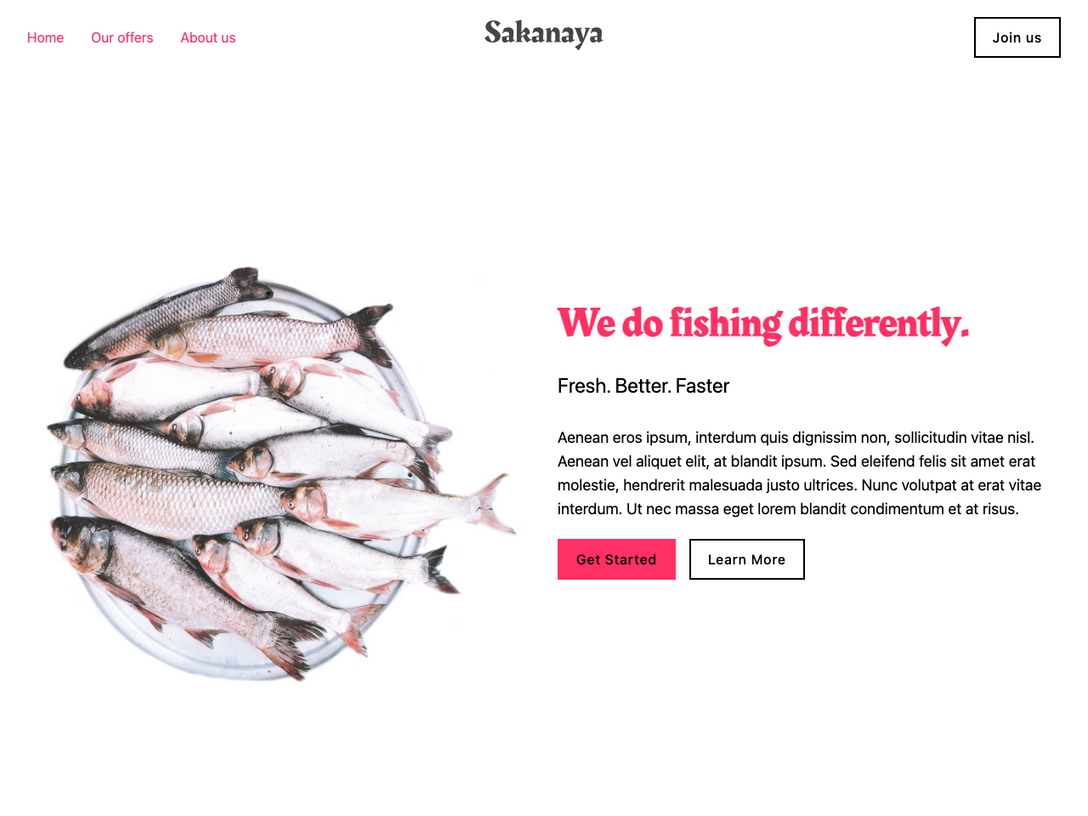 Home
Our offers
About us
Sakanaya
Join us
We do fishing differently.
Fresh. Better. Faster
Aenean eros ipsum, interdum quis dignissim non, sollicitudin vitae nisl.
Aenean vel aliquet elit, at blandit ipsum. Sed eleifend felis sit amet erat
molestie, hendrerit malesuada justo ultrices. Nunc volutpat at erat vitae
interdum. Ut nec massa eget lorem blandit condimentum et at risus.
Get Started
Learn More